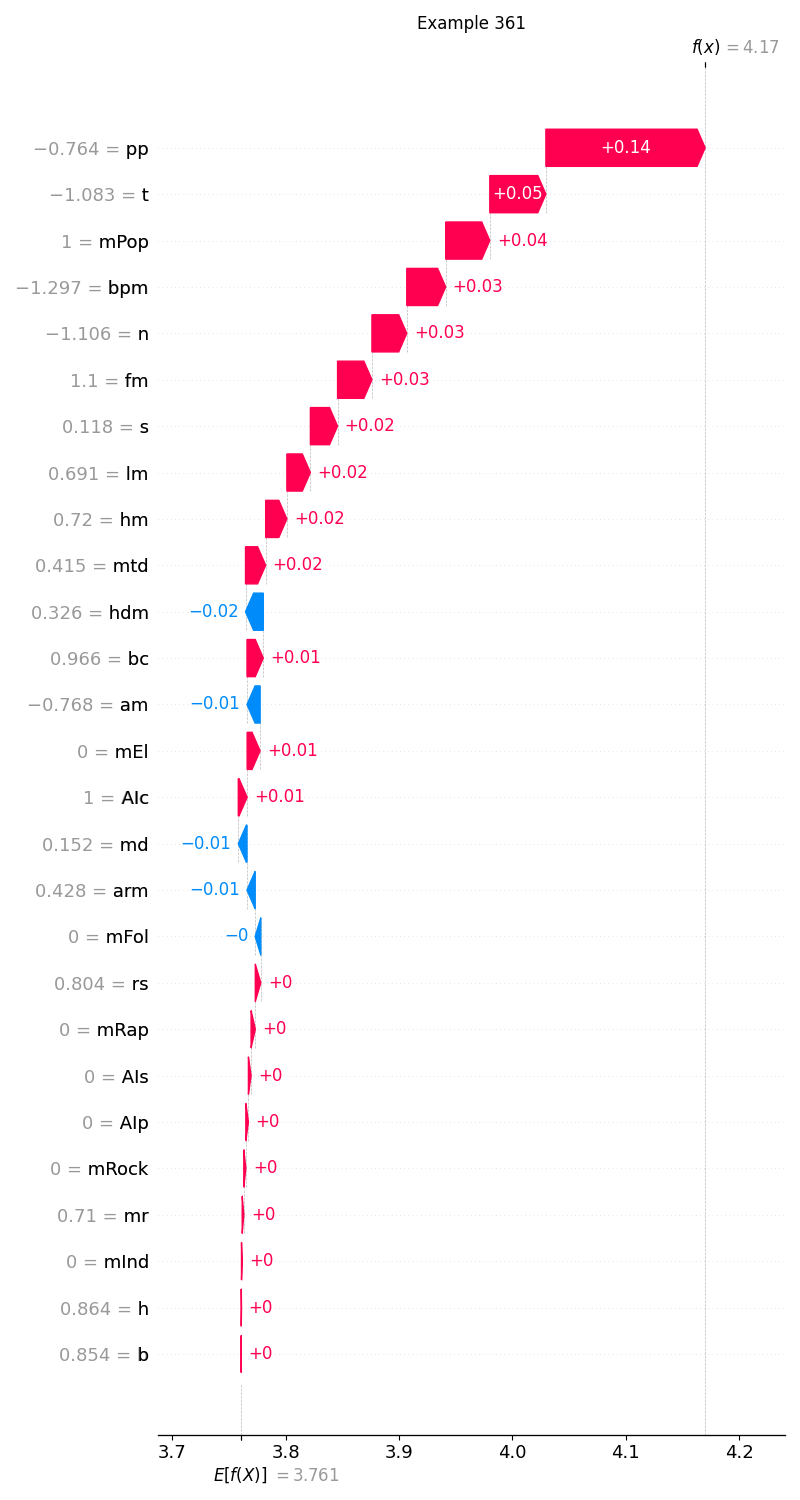 Example 361
f(x) = 4.17
−0.764 = pp +0.14
−1.083 = t +0.05
1 = mPop +0.04
−1.297 = bpm +0.03
−1.106 = n +0.03
1.1 = fm +0.03
0.118 = s +0.02
0.691 = lm +0.02
0.72 = hm +0.02
0.415 = mtd +0.02
0.326 = hdm −0.02
0.966 = bc +0.01
−0.768 = am −0.01
0 = mEl +0.01
1 = AIc +0.01
0.152 = md −0.01
0.428 = arm −0.01
0 = mFol −0
0.804 = rs +0
0 = mRap +0
0 = AIs +0
0 = AIp +0
0 = mRock +0
0.71 = mr +0
0 = mInd +0
0.864 = h +0
0.854 = b +0
3.7 3.8 3.9 4.0 4.1 4.2
E[f(X)] = 3.761